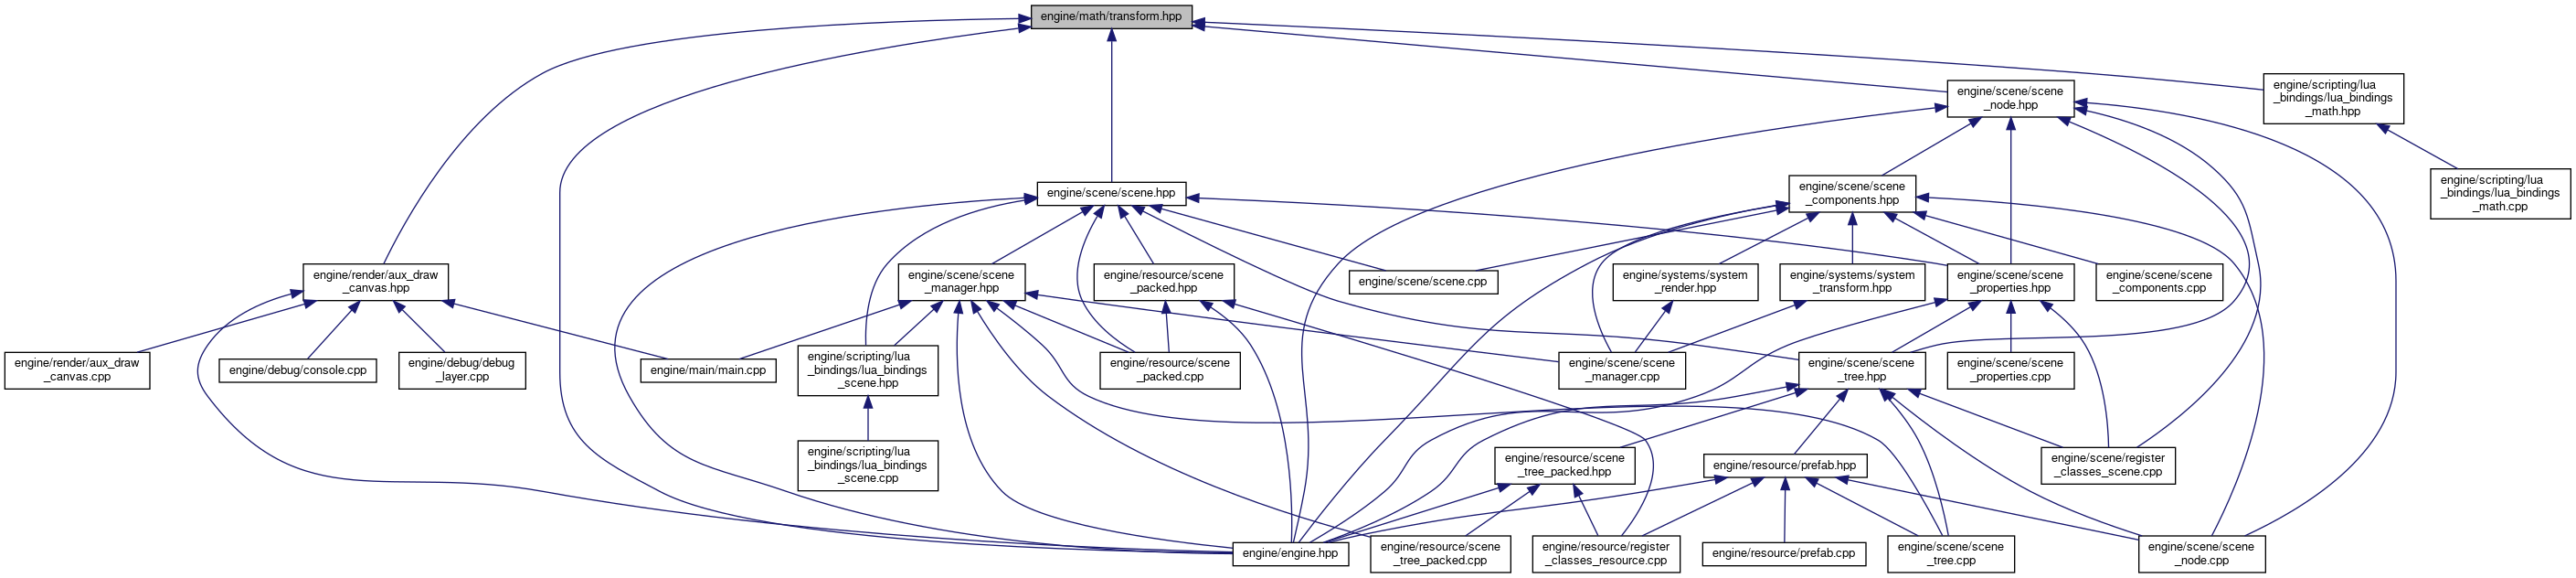 engine/math/transform.hpp
engine/scene/scene
_node.hpp
engine/scripting/lua
_bindings/lua_bindings
_math.hpp
engine/scene/scene.hpp
engine/scene/scene
_components.hpp
engine/scripting/lua
_bindings/lua_bindings
_math.cpp
engine/render/aux_draw
_canvas.hpp
engine/scene/scene
_manager.hpp
engine/resource/scene
_packed.hpp
engine/scene/scene.cpp
engine/systems/system
_render.hpp
engine/systems/system
_transform.hpp
engine/scene/scene
_properties.hpp
engine/scene/scene
_components.cpp
engine/render/aux_draw
_canvas.cpp
engine/debug/console.cpp
engine/debug/debug
_layer.cpp
engine/main/main.cpp
engine/scripting/lua
_bindings/lua_bindings
_scene.hpp
engine/resource/scene
_packed.cpp
engine/scene/scene
_manager.cpp
engine/scene/scene
_tree.hpp
engine/scene/scene
_properties.cpp
engine/scripting/lua
_bindings/lua_bindings
_scene.cpp
engine/resource/scene
_tree_packed.hpp
engine/resource/prefab.hpp
engine/scene/register
_classes_scene.cpp
engine/engine.hpp
engine/resource/scene
_tree_packed.cpp
engine/resource/register
_classes_resource.cpp
engine/resource/prefab.cpp
engine/scene/scene
_tree.cpp
engine/scene/scene
_node.cpp